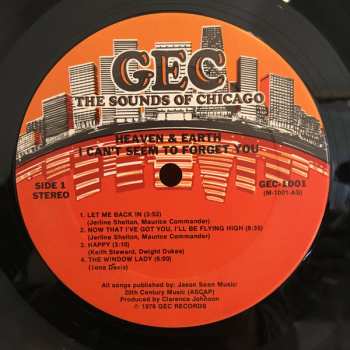 GEC
THE SOUNDS OF CHICAGO
HEAVEN & EARTH
I CAN'T SEEM TO FORGET YOU
SIDE 1
STEREO
GEC-1001
(M-1001-AS)
1. LET ME BACK IN (3:52)
(Jerline Shelton, Maurice Commander)
2. NOW THAT I'VE GOT YOU, I'LL BE FLYING HIGH (8:35)
(Jerline Shelton, Maurice Commander)
3. HAPPY (3:10)
(Keith Steward, Dwight Dukes)
4. THE WINDOW LADY (6:00)
Davis)
All songs published by: Jason Sean Music/
20th Century Music (ASCAP)
Produced by Clarence Johnson
1976 GEC RECORDS